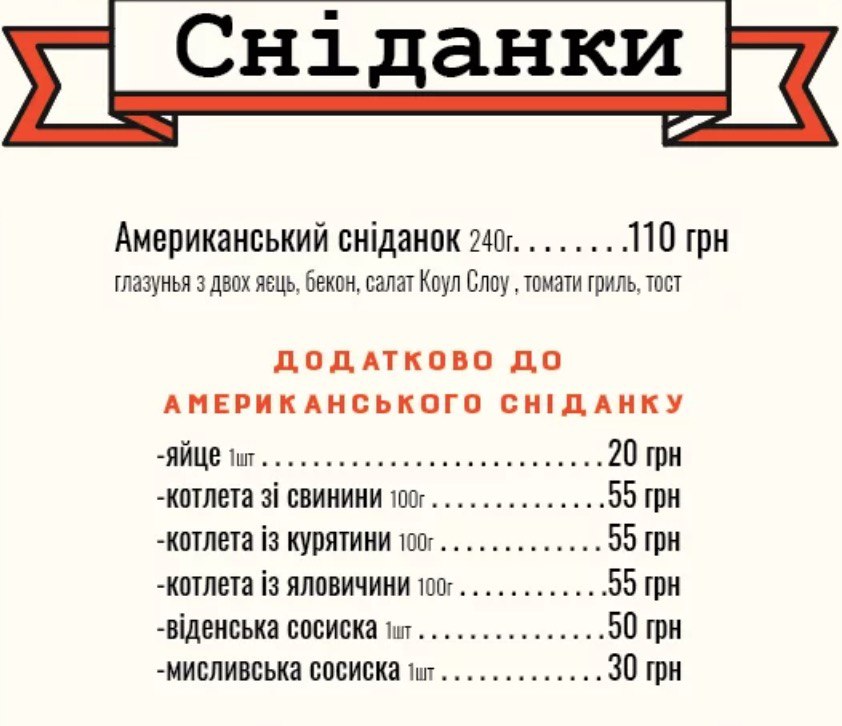 Сніданки
Американський сніданок 240г. . . . . . . .110 грн
глазунья з двох яєць, бекон, салат Коул Слоу , томати гриль, тост
ДОДАТКОВО ДО
АМЕРИКАНСЬКОГО СНІДАНКУ
-яйце 1шт . . . . . . . . . . . . . . . . . . . . . . . . . . . 20 грн
-котлета зі свинини 100г . . . . . . . . . . . . . .55 грн
-котлета із курятини 100г . . . . . . . . . . . . . 55 грн
-котлета із яловичини 100г . . . . . . . . . . . .55 грн
-віденська сосиска 1шт . . . . . . . . . . . . . . .50 грн
-мисливська сосиска 1шт . . . . . . . . . . . . . 30 грн